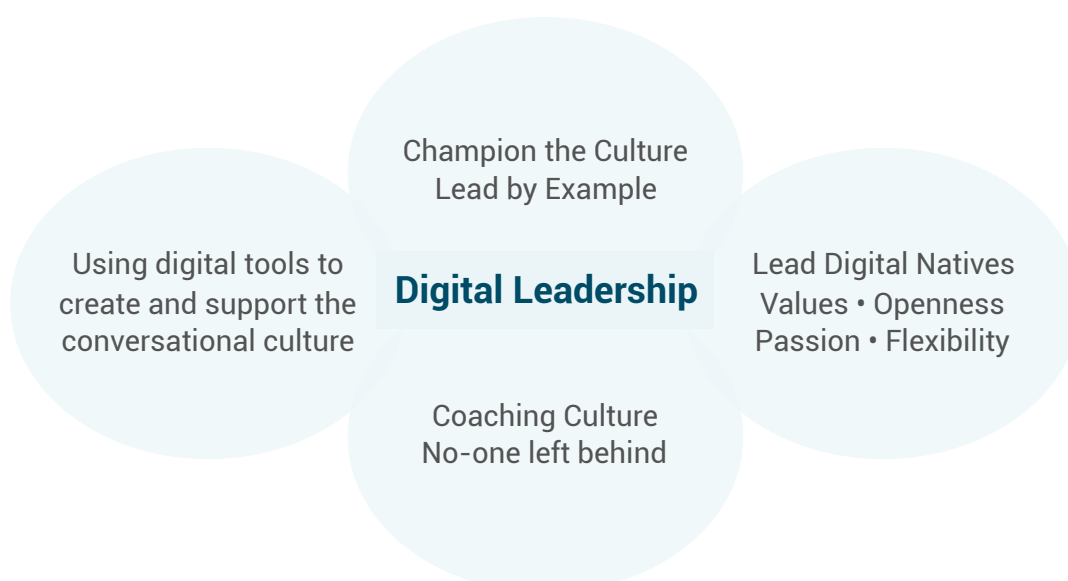 Champion the Culture
Lead by Example
Using digital tools to
create and support the
conversational culture
Digital Leadership
Lead Digital Natives
Values • Openness
Passion • Flexibility
Coaching Culture
No-one left behind